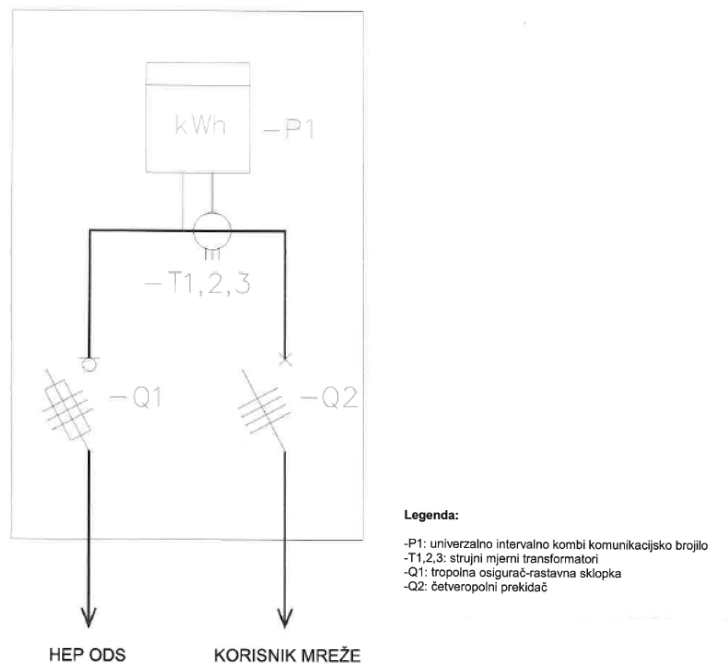 kWh
-P1
-T1,2,3
-Q1
-Q2
Legenda:
-P1: univerzalno intervalno kombi komunikacijsko brojilo
-T1,2,3: strujni mjerni transformatori
-Q1: tropolna osigurač-rastavna sklopka
-Q2: četveropolni prekidač
HEP ODS
KORISNIK MREŽE